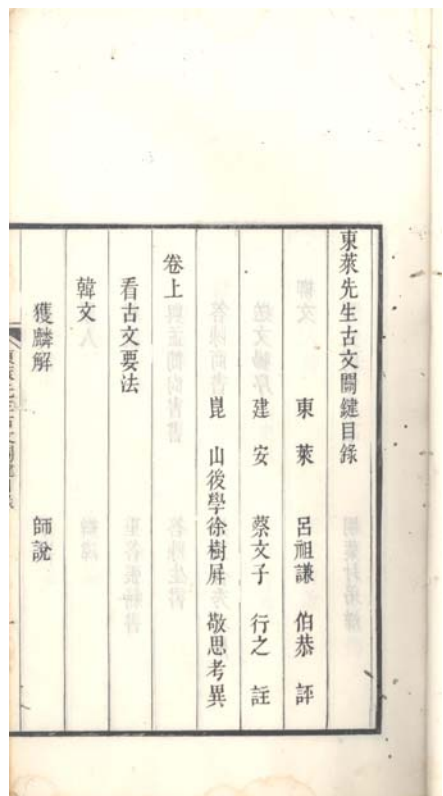 東萊先生古文關鍵目錄
東萊 呂祖謙 伯恭 評
建安 蔡文子 行之 註
崑山後學徐樹屏 敬思考異
卷上
看古文要法
韓文
獲麟解 師說